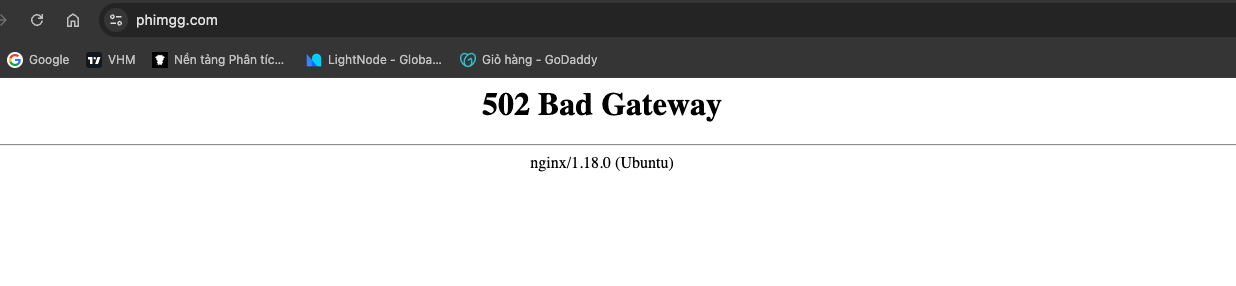 phimgg.com
Google VHM Nền tảng Phân tíc... LightNode - Globa... Giỏ hàng - GoDaddy
502 Bad Gateway
nginx/1.18.0 (Ubuntu)